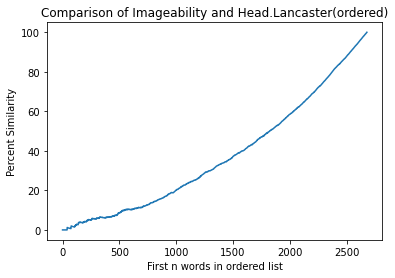 Comparison of Imageability and Head.Lancaster(ordered)
100
80
60
40
20
0
Percent Similarity
0 500 1000 1500 2000 2500
First n words in ordered list